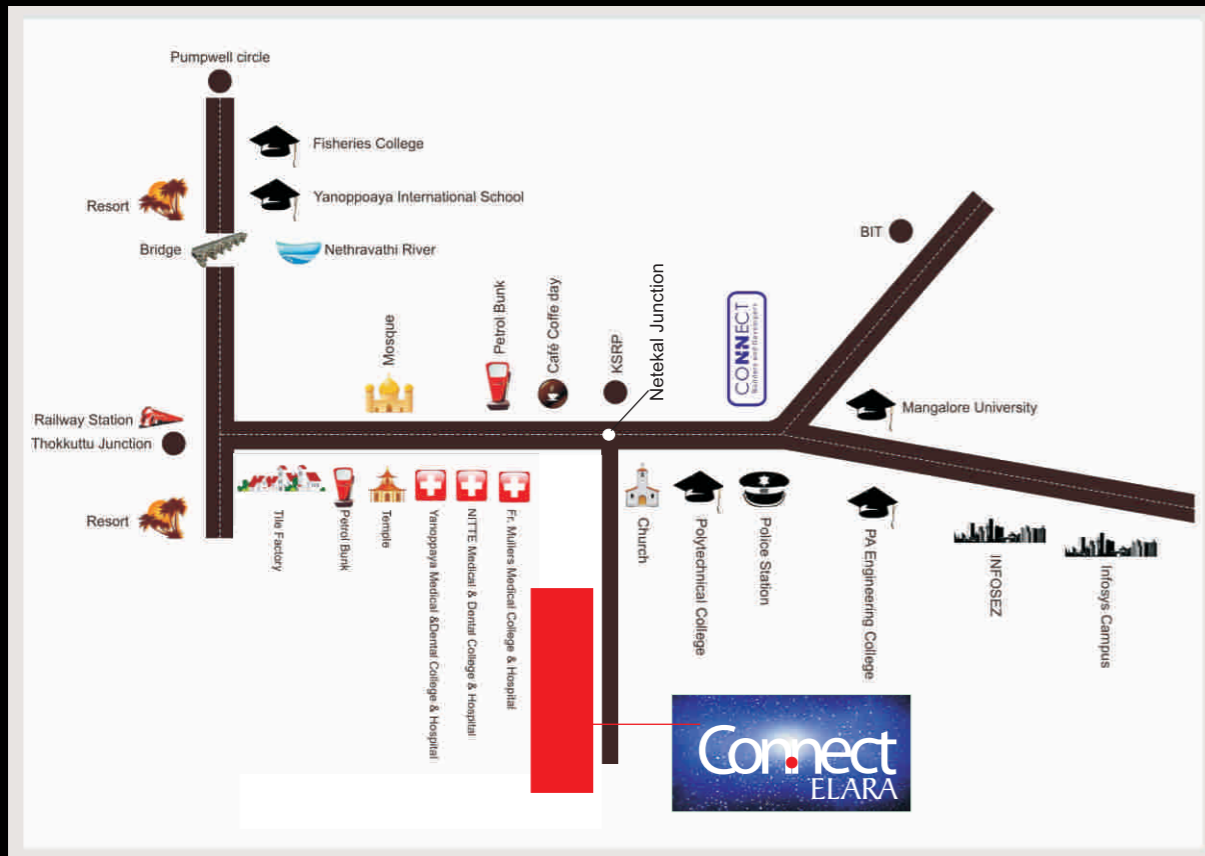 Pumpwell circle
Fisheries College
Yanoppoaya International School
Resort
Bridge
Nethravathi River
BIT
Mosque
Petrol Bunk
Café Coffe day
KSRP
Netekal Junction
CONNECT
Builders and Developers
Mangalore University
Railway Station
Thokkuttu Junction
Resort
Tile Factory
Petrol Bunk
Temple
Yanoppaya Medical &Dental College & Hospital
NITTE Medical & Dental College & Hospital
Fr. Mullers Medical College & Hospital
Church
Polytechnical College
Police Station
PA Engineering College
INFOSEZ
Infosys Campus
Connect
ELARA